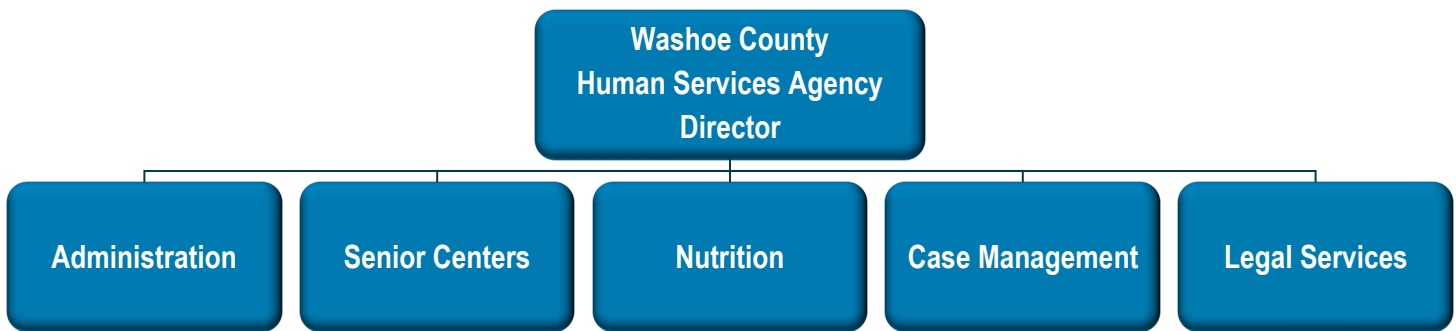 Washoe County
Human Services Agency
Director
Administration
Senior Centers
Nutrition
Case Management
Legal Services